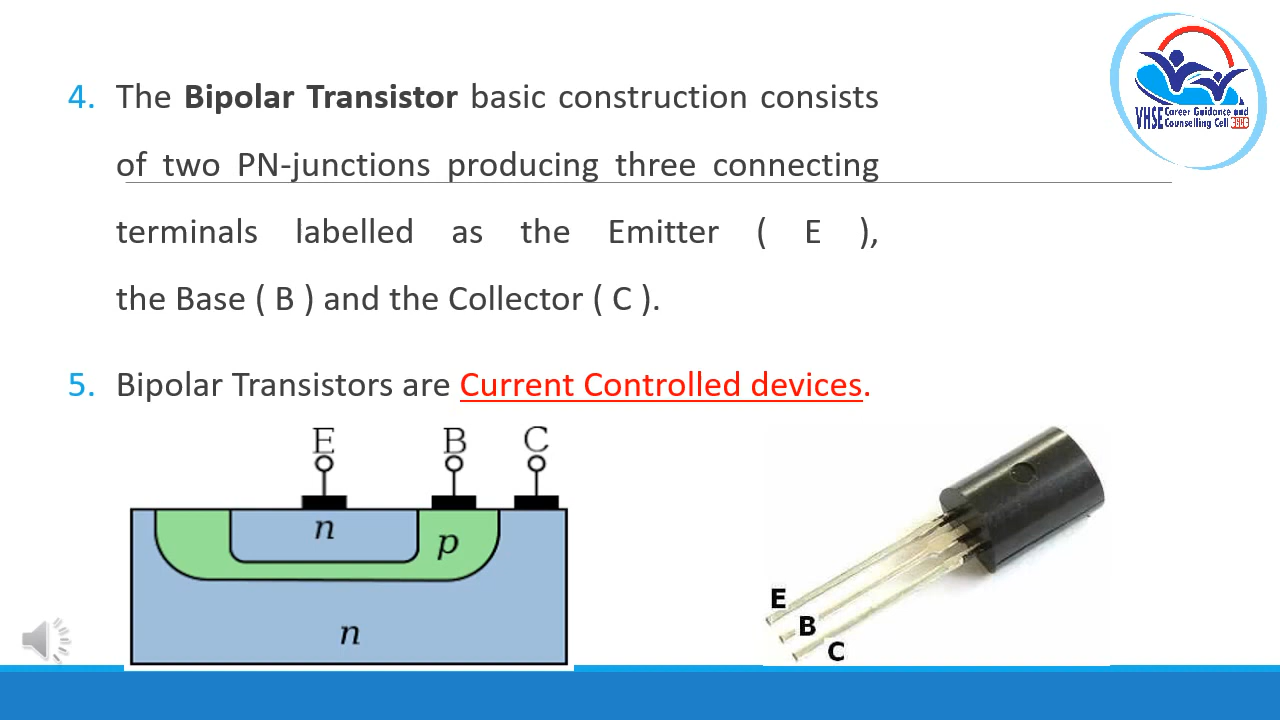 VHSE Career Guidance and
Counselling Cell
4. The Bipolar Transistor basic construction consists
of two PN-junctions producing three connecting
terminals labelled as the Emitter ( E ),
the Base ( B ) and the Collector ( C ).
5. Bipolar Transistors are Current Controlled devices.
E B C
n
p
n
E
B
C